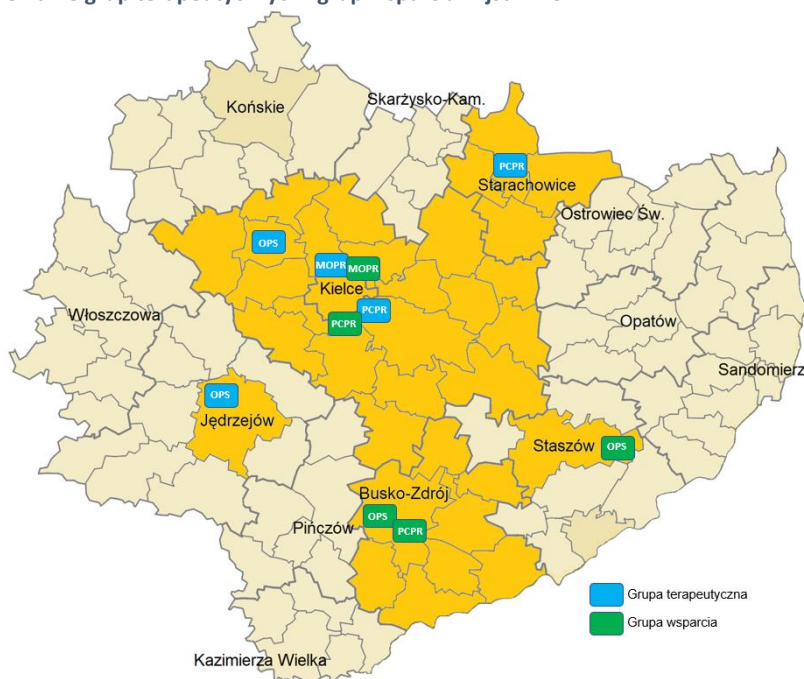 Końskie
Skarżysko-Kam.
PCPR
Starachowice
Ostrowiec Św.
OPS
MOPR
MOPR
Kielce
PCPR
PCPR
Włoszczowa
Opatów
Sandomierz
OPS
Jędrzejów
Staszów
OPS
Busko-Zdrój
OPS
PCPR
Pińczów
Grupa terapeutyczna
Grupa wsparcia
Kazimierza Wielka